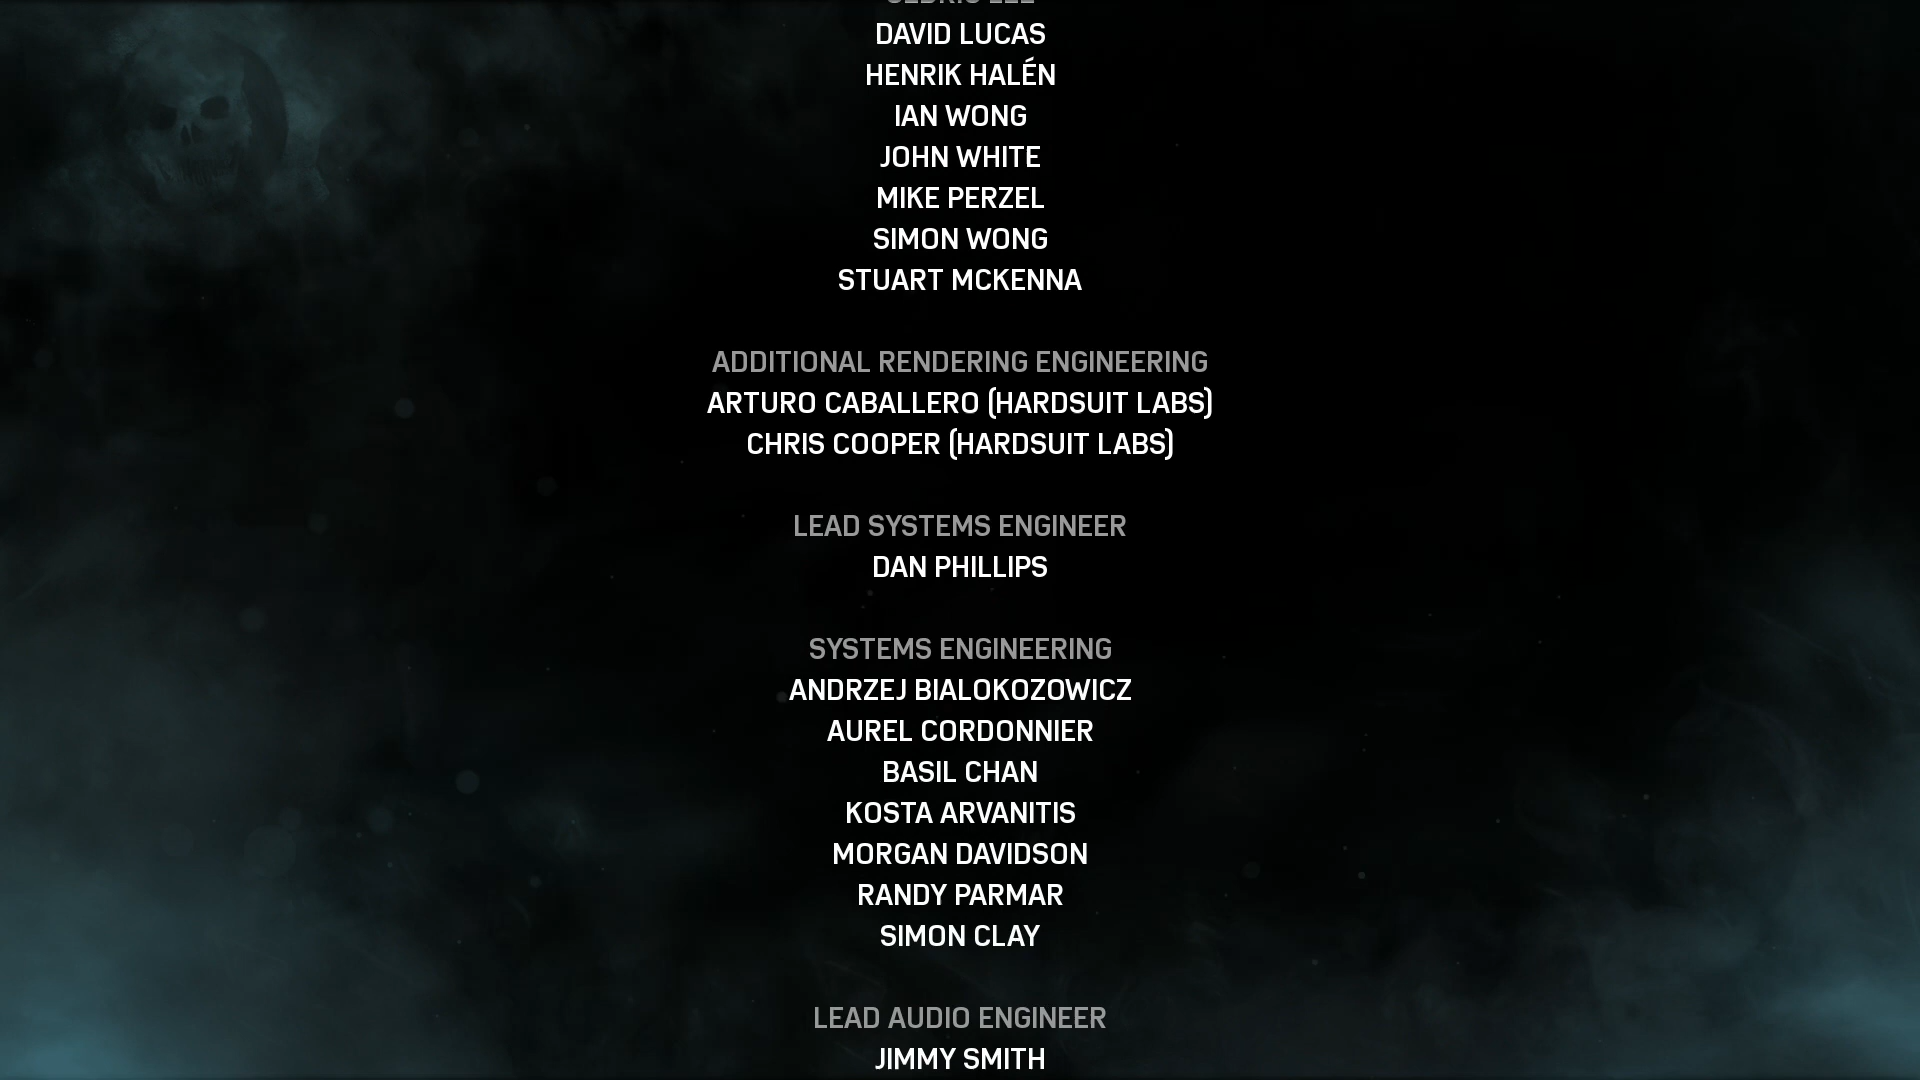 DAVID LUCAS
HENRIK HALÉN
IAN WONG
JOHN WHITE
MIKE PERZEL
SIMON WONG
STUART MCKENNA
ADDITIONAL RENDERING ENGINEERING
ARTURO CABALLERO (HARDSUIT LABS)
CHRIS COOPER (HARDSUIT LABS)
LEAD SYSTEMS ENGINEER
DAN PHILLIPS
SYSTEMS ENGINEERING
ANDRZEJ BIALOKOZOWICZ
AUREL CORDONNIER
BASIL CHAN
KOSTA ARVANITIS
MORGAN DAVIDSON
RANDY PARMAR
SIMON CLAY
LEAD AUDIO ENGINEER
JIMMY SMITH